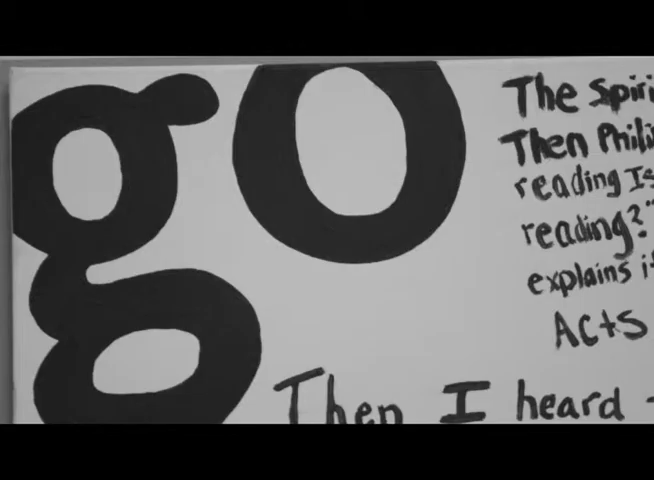 go
The Spiri
Then Phili
reading Is
reading?"
explains i
Acts
Then I heard